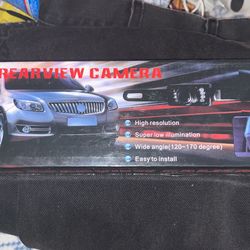 REARVIEW CAMERA
High resolution
Super low illumination
Wide angle(120~170 degree)
Easy to install